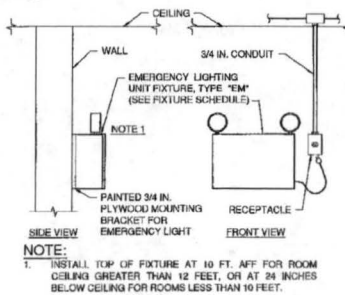 CEILING
WALL
3/4 IN. CONDUIT
EMERGENCY LIGHTING
UNIT FIXTURE, TYPE "EM"
(SEE FIXTURE SCHEDULE)
NOTE 1
PAINTED 3/4 IN.
PLYWOOD MOUNTING
BRACKET FOR
EMERGENCY LIGHT
RECEPTACLE
SIDE VIEW
FRONT VIEW
NOTE:
1. INSTALL TOP OF FIXTURE AT 10 FT. AFF FOR ROOM
CEILING GREATER THAN 12 FEET, OR AT 24 INCHES
BELOW CEILING FOR ROOMS LESS THAN 10 FEET.